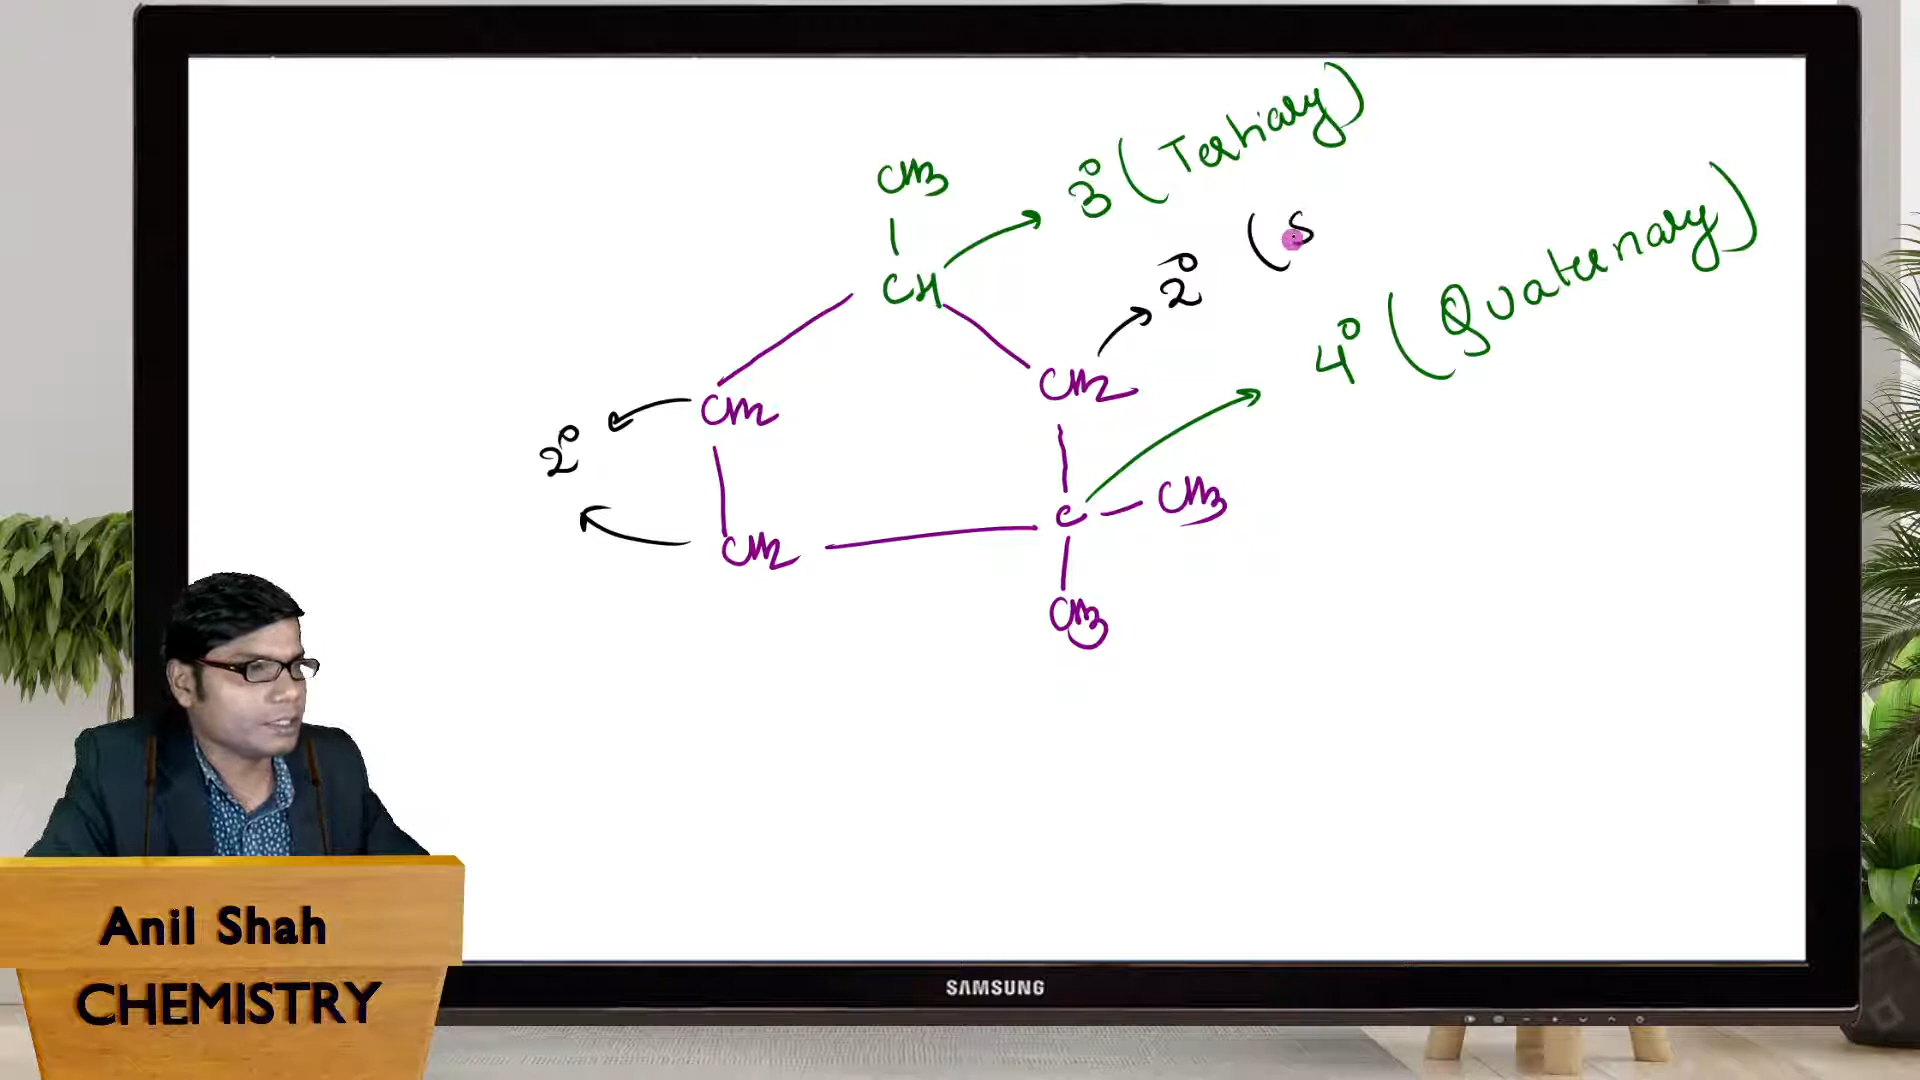 CH3
CH
3° (Tertiary)
2° (S
4° (Quaternary)
CH2
CH2
2°
C
CH3
CH2
CH3
Anil Shah
CHEMISTRY
SAMSUNG